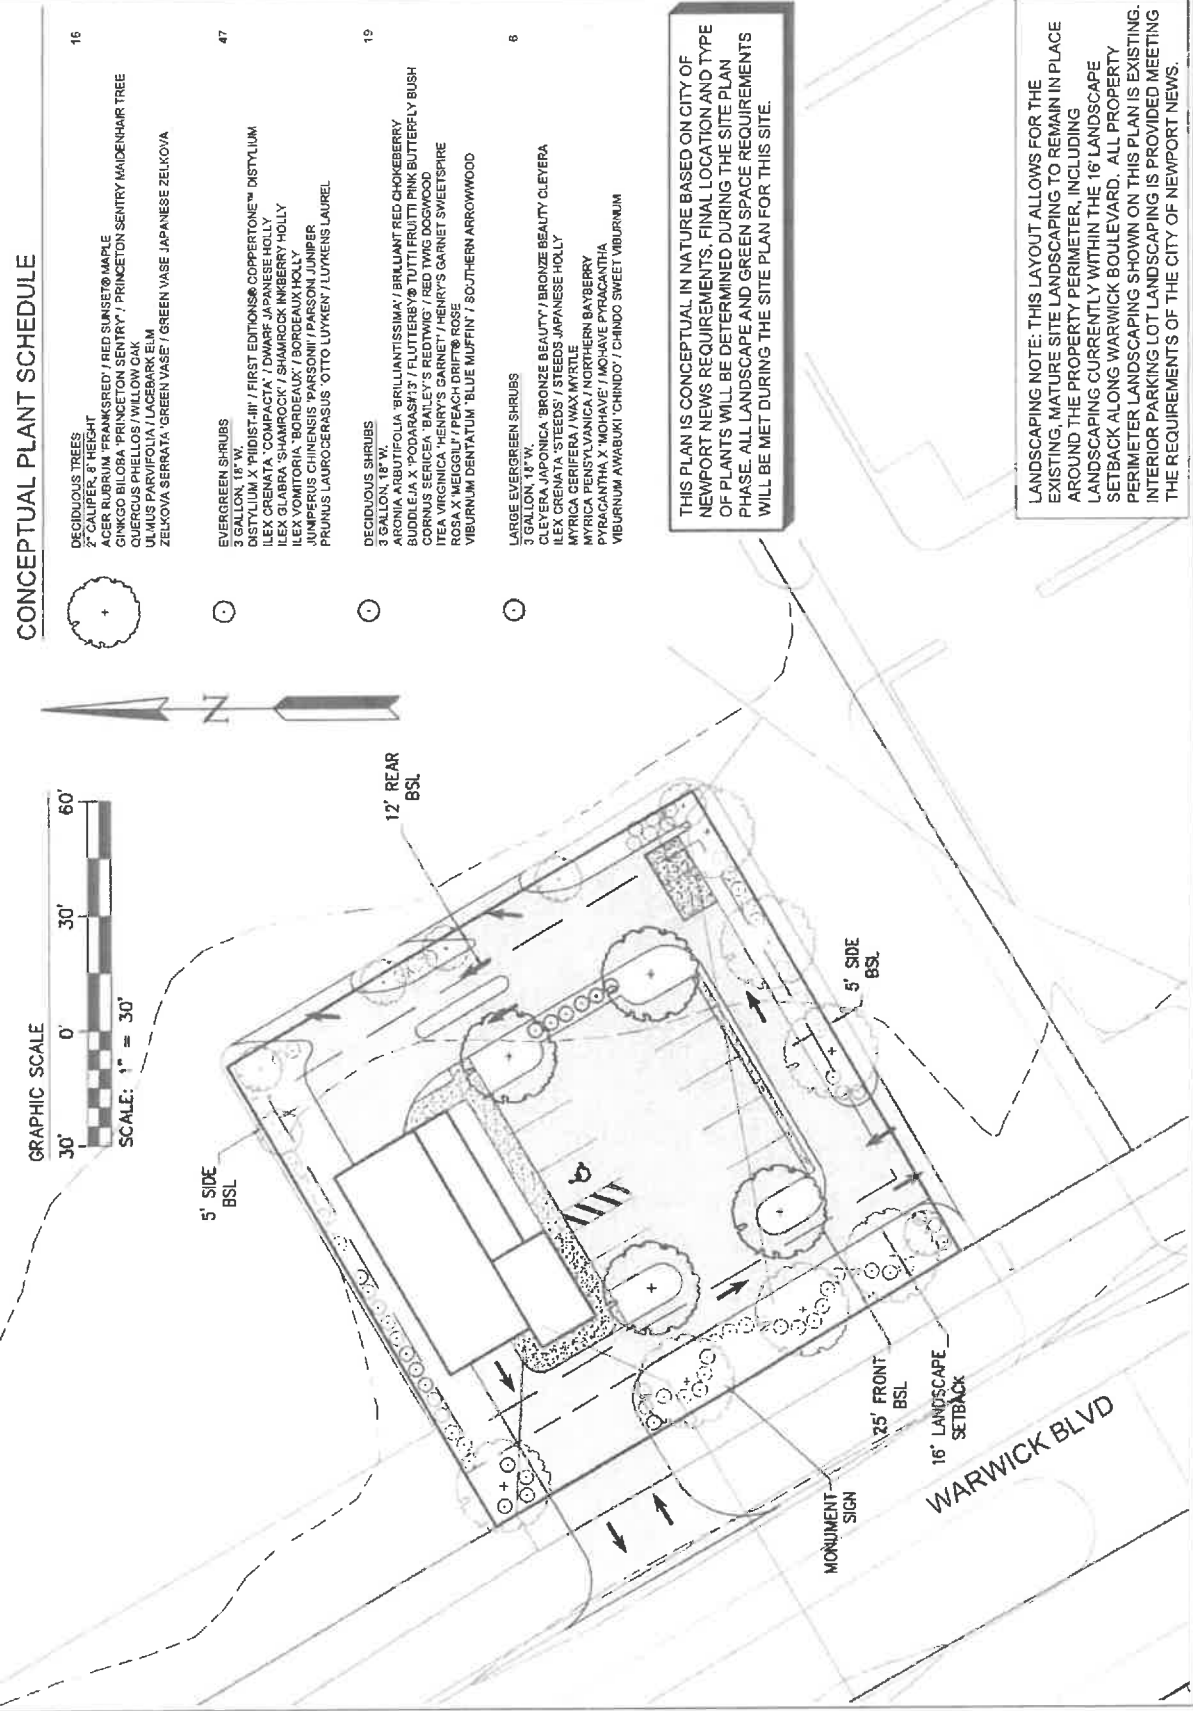 CONCEPTUAL PLANT SCHEDULE
DECIDUOUS TREES 16
2" CALIPER, 8' HEIGHT
ACER RUBRUM 'FRANKSRED' / RED SUNSET® MAPLE
GINKGO BILOBA 'PRINCETON SENTRY' / PRINCETON SENTRY MAIDENHAIR TREE
QUERCUS PHELLOS / WILLOW OAK
ULMUS PARVIFOLIA / LACEBARK ELM
ZELKOVA SERRATA 'GREEN VASE' / GREEN VASE JAPANESE ZELKOVA
EVERGREEN SHRUBS 47
3 GALLON, 18" W.
DISTYLIUM X 'PIIDIST-III' / FIRST EDITIONS® COPPERTONE™ DISTYLIUM
ILEX CRENATA 'COMPACTA' / DWARF JAPANESE HOLLY
ILEX GLABRA 'SHAMROCK' / SHAMROCK INKBERRY HOLLY
ILEX VOMITORIA 'BORDEAUX' / BORDEAUX HOLLY
JUNIPERUS CHINENSIS 'PARSONII' / PARSONI JUNIPER
PRUNUS LAUROCERASUS 'OTTO LUYKEN' / LUYKENS LAUREL
DECIDUOUS SHRUBS 19
3 GALLON, 18" W.
ARONIA ARBUTIFOLIA 'BRILLIANTISSIMA' / BRILLIANT RED CHOKEBERRY
BUDDLEJA X 'PODARAS#13' / FLUTTERBY® TUTTI FRUITTI PINK BUTTERFLY BUSH
CORNUS SERICEA 'BAILEY'S REDTWIG' / RED TWIG DOGWOOD
ITEA VIRGINICA 'HENRY'S GARNET' / HENRY'S GARNET SWEETSPIRE
ROSA X 'MEIGGILI' / PEACH DRIFT® ROSE
VIBURNUM DENTATUM 'BLUE MUFFIN' / SOUTHERN ARROWWOOD
LARGE EVERGREEN SHRUBS 6
3 GALLON, 18" W.
CLEYERA JAPONICA 'BRONZE BEAUTY' / BRONZE BEAUTY CLEYERA
ILEX CRENATA 'STEEDS' / STEEDS JAPANESE HOLLY
MYRICA CERIFERA / WAX MYRTLE
MYRICA PENSYLVANICA / NORTHERN BAYBERRY
PYRACANTHA X 'MOHAVE' / MOHAVE PYRACANTHA
VIBURNUM AWABUKI 'CHINDO' / CHINDO SWEET VIBURNUM
THIS PLAN IS CONCEPTUAL IN NATURE BASED ON CITY OF
NEWPORT NEWS REQUIREMENTS. FINAL LOCATION AND TYPE
OF PLANTS WILL BE DETERMINED DURING THE SITE PLAN
PHASE. ALL LANDSCAPE AND GREEN SPACE REQUIREMENTS
WILL BE MET DURING THE SITE PLAN FOR THIS SITE.
LANDSCAPING NOTE: THIS LAYOUT ALLOWS FOR THE
EXISTING, MATURE SITE LANDSCAPING TO REMAIN IN PLACE
AROUND THE PROPERTY PERIMETER, INCLUDING
LANDSCAPING CURRENTLY WITHIN THE 16' LANDSCAPE
SETBACK ALONG WARWICK BOULEVARD. ALL PROPERTY
PERIMETER LANDSCAPING SHOWN ON THIS PLAN IS EXISTING.
INTERIOR PARKING LOT LANDSCAPING IS PROVIDED MEETING
THE REQUIREMENTS OF THE CITY OF NEWPORT NEWS.
GRAPHIC SCALE
30' 0' 30' 60'
SCALE: 1" = 30'
N
5' SIDE
BSL
12' REAR
BSL
5' SIDE
BSL
25' FRONT
BSL
16' LANDSCAPE
SETBACK
MONUMENT
SIGN
WARWICK BLVD